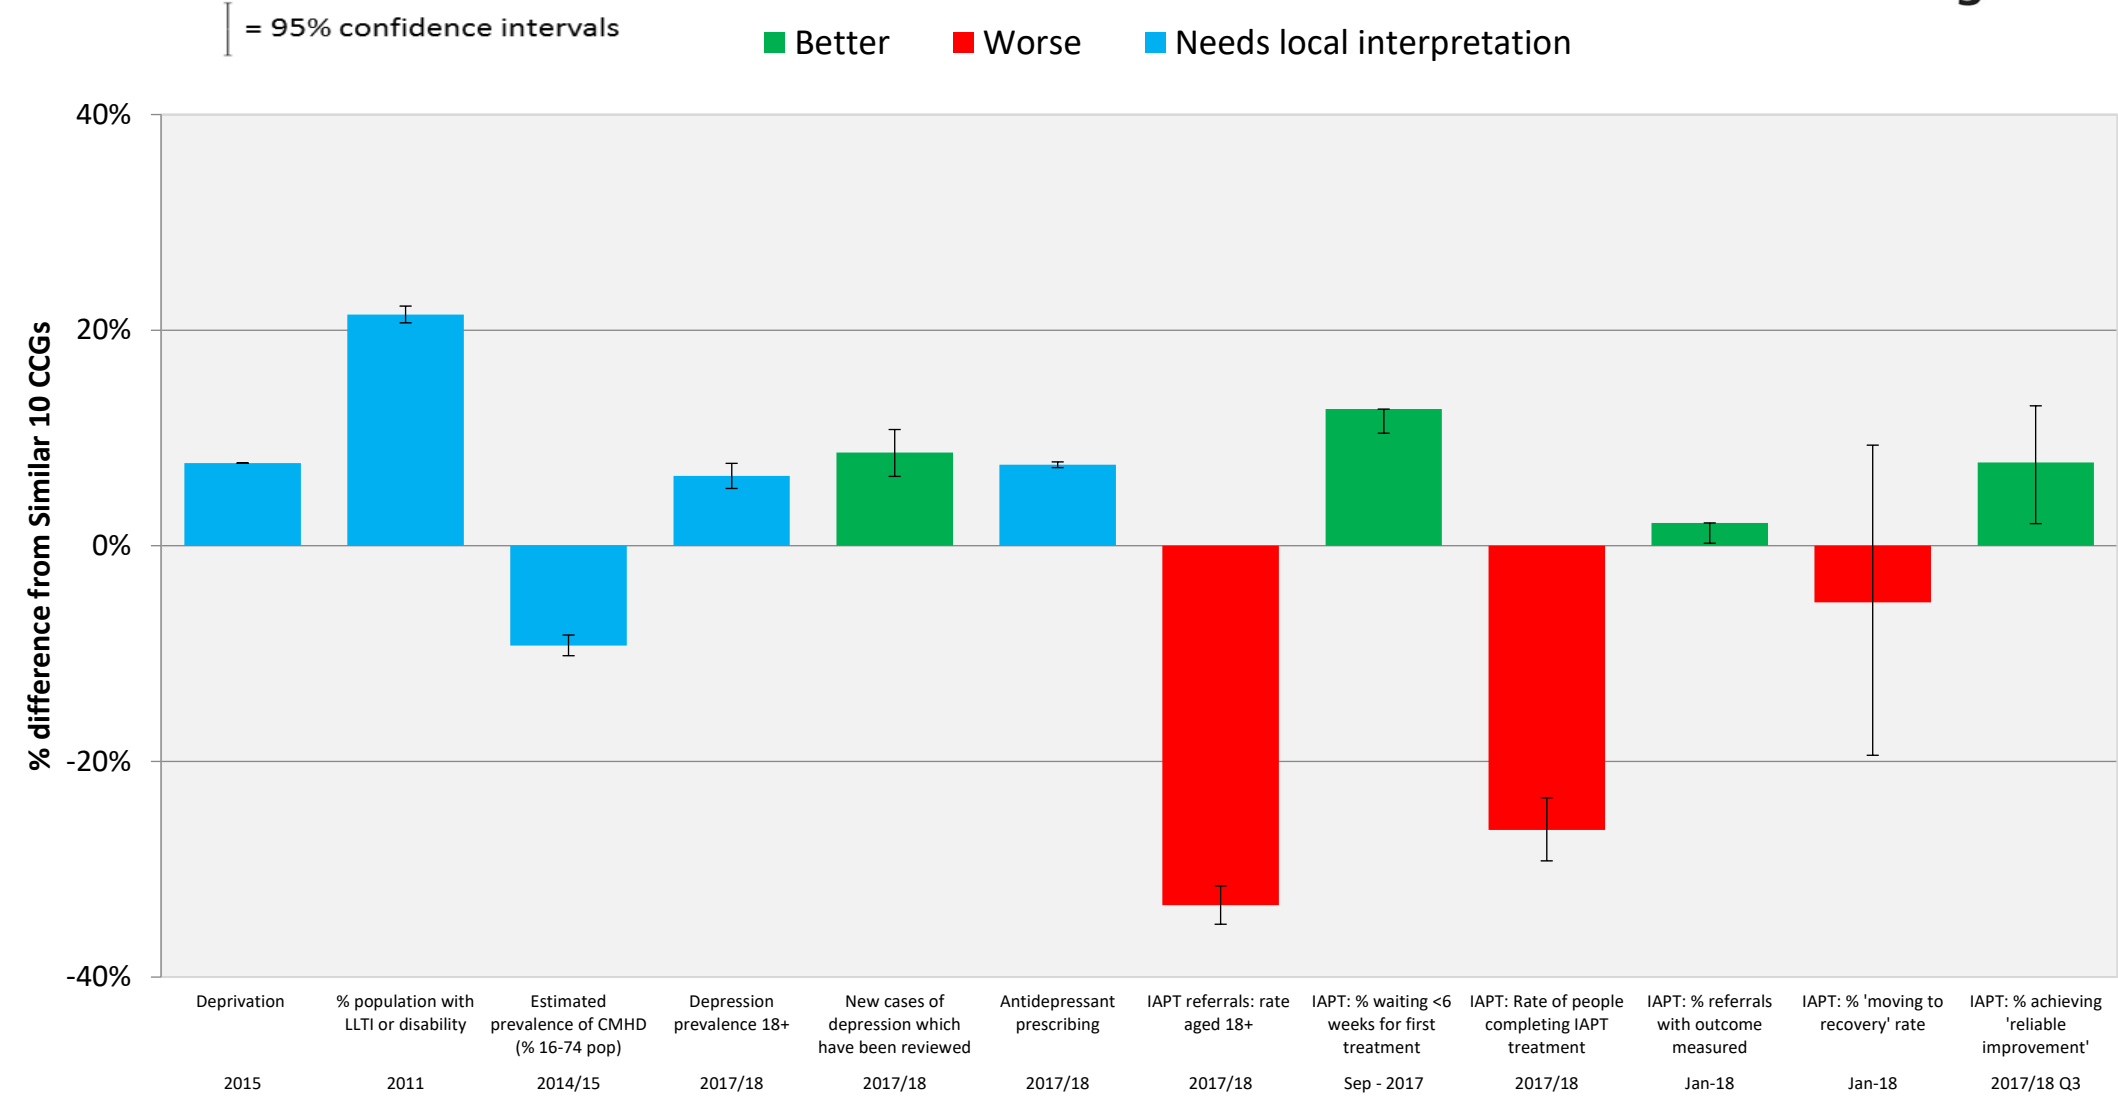 = 95% confidence intervals
Better
Worse
Needs local interpretation
% difference from Similar 10 CCGs
40%
20%
0%
-20%
-40%
Deprivation
2015
% population with
LLTI or disability
2011
Estimated
prevalence of CMHD
(% 16-74 pop)
2014/15
Depression
prevalence 18+
2017/18
New cases of
depression which
have been reviewed
2017/18
Antidepressant
prescribing
2017/18
IAPT referrals: rate
aged 18+
2017/18
IAPT: % waiting <6
weeks for first
treatment
Sep - 2017
IAPT: Rate of people
completing IAPT
treatment
2017/18
IAPT: % referrals
with outcome
measured
Jan-18
IAPT: % 'moving to
recovery' rate
Jan-18
IAPT: % achieving
'reliable
improvement'
2017/18 Q3